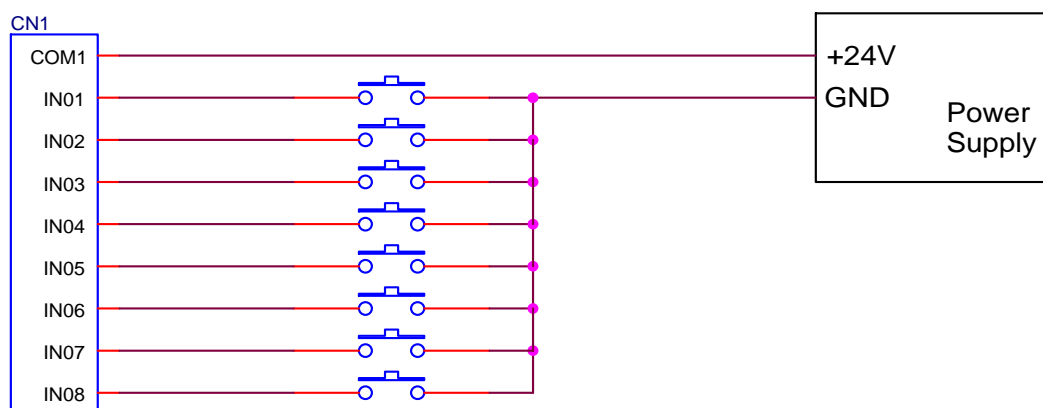 CN1
COM1
IN01
IN02
IN03
IN04
IN05
IN06
IN07
IN08
+24V
GND
Power
Supply